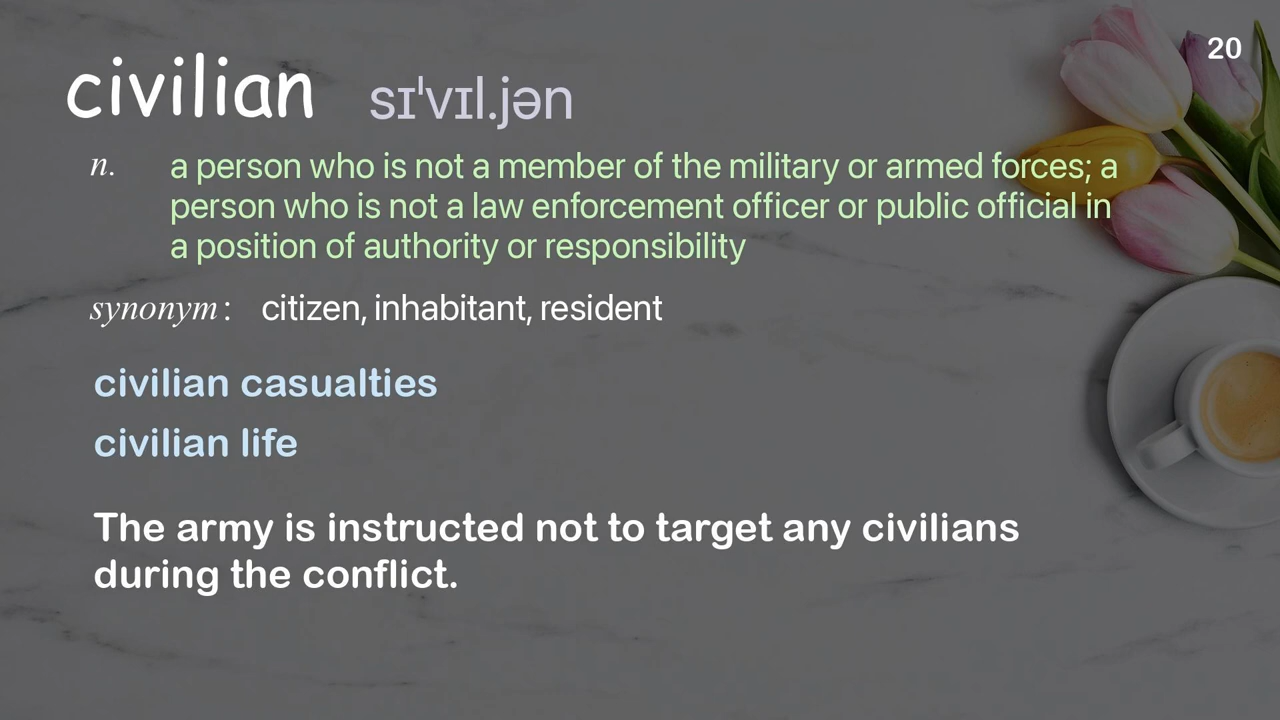 20
civilian sɪˈvɪl.jən
n. a person who is not a member of the military or armed forces; a
person who is not a law enforcement officer or public official in
a position of authority or responsibility
synonym: citizen, inhabitant, resident
civilian casualties
civilian life
The army is instructed not to target any civilians
during the conflict.